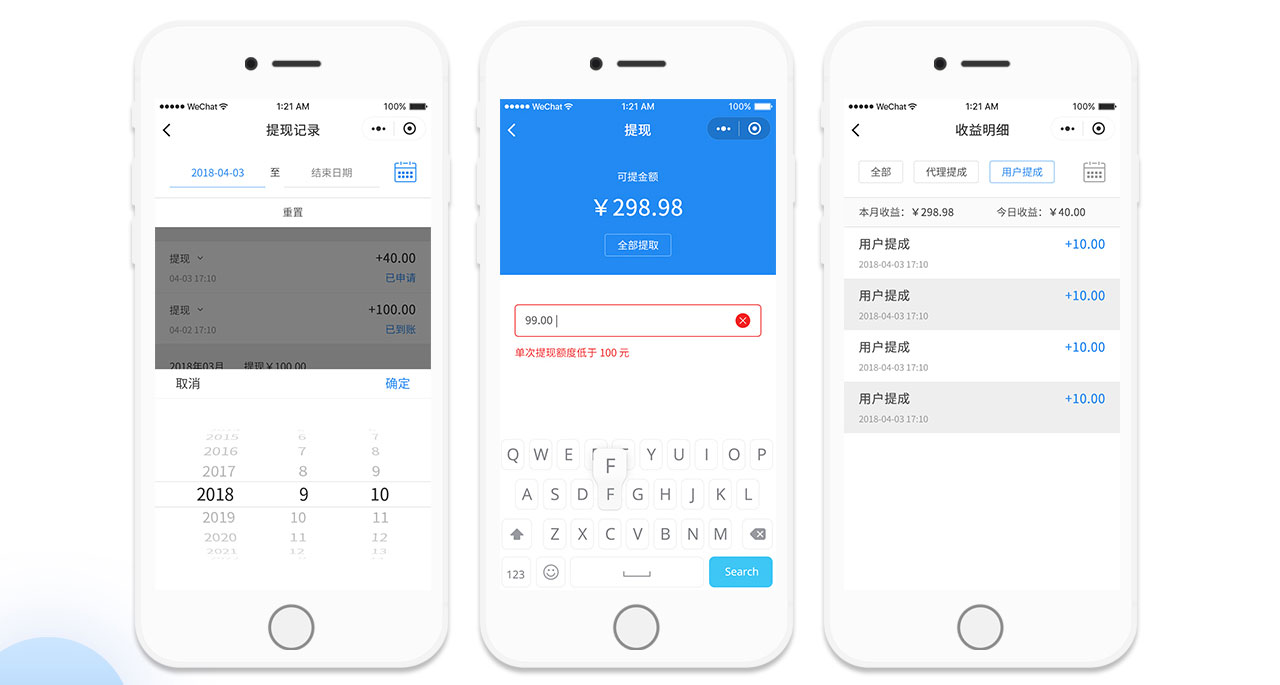 WeChat 1:21 AM 100%
提现记录
2018-04-03 至 结束日期
重置
提现 +40.00
04-03 17:10 已申请
提现 +100.00
04-02 17:10 已到账
2018年03月 提现￥100.00
取消 确定
2015 6 7
2016 7 8
2017 8 9
2018 9 10
2019 10 11
2020 11 12
2021 12 13
WeChat 1:21 AM 100%
提现
可提金额
￥298.98
全部提取
99.00
单次提现额度低于 100 元
Q W E Y U I O P
F
A S D F G H J K L
Z X C V B N M
123 Search
WeChat 1:21 AM 100%
收益明细
全部 代理提成 用户提成
本月收益：￥298.98 今日收益：￥40.00
用户提成 +10.00
2018-04-03 17:10
用户提成 +10.00
2018-04-03 17:10
用户提成 +10.00
2018-04-03 17:10
用户提成 +10.00
2018-04-03 17:10